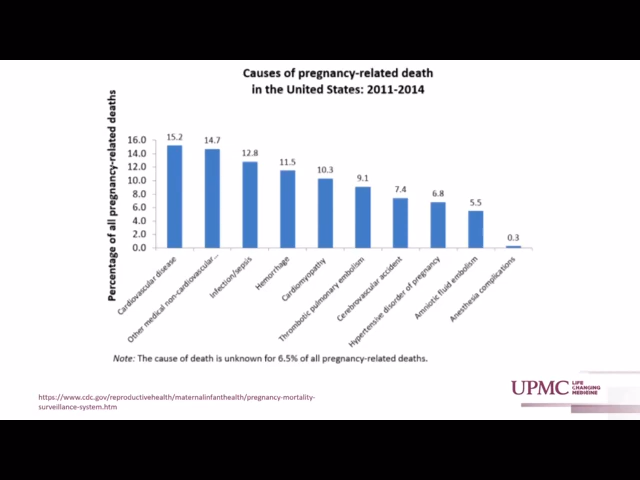 Causes of pregnancy-related death
in the United States: 2011-2014
Percentage of all pregnancy-related deaths
16.0
14.0
12.0
10.0
8.0
6.0
4.0
2.0
0.0
15.2
14.7
12.8
11.5
10.3
9.1
7.4
6.8
5.5
0.3
Cardiovascular disease
Other medical non-cardiovascular...
Infection/sepsis
Hemorrhage
Cardiomyopathy
Thrombotic pulmonary embolism
Cerebrovascular accident
Hypertensive disorder of pregnancy
Amniotic fluid embolism
Anesthesia complications
Note: The cause of death is unknown for 6.5% of all pregnancy-related deaths.
https://www.cdc.gov/reproductivehealth/maternalinfanthealth/pregnancy-mortality-
surveillance-system.htm
UPMC
LIFE
CHANGING
MEDICINE